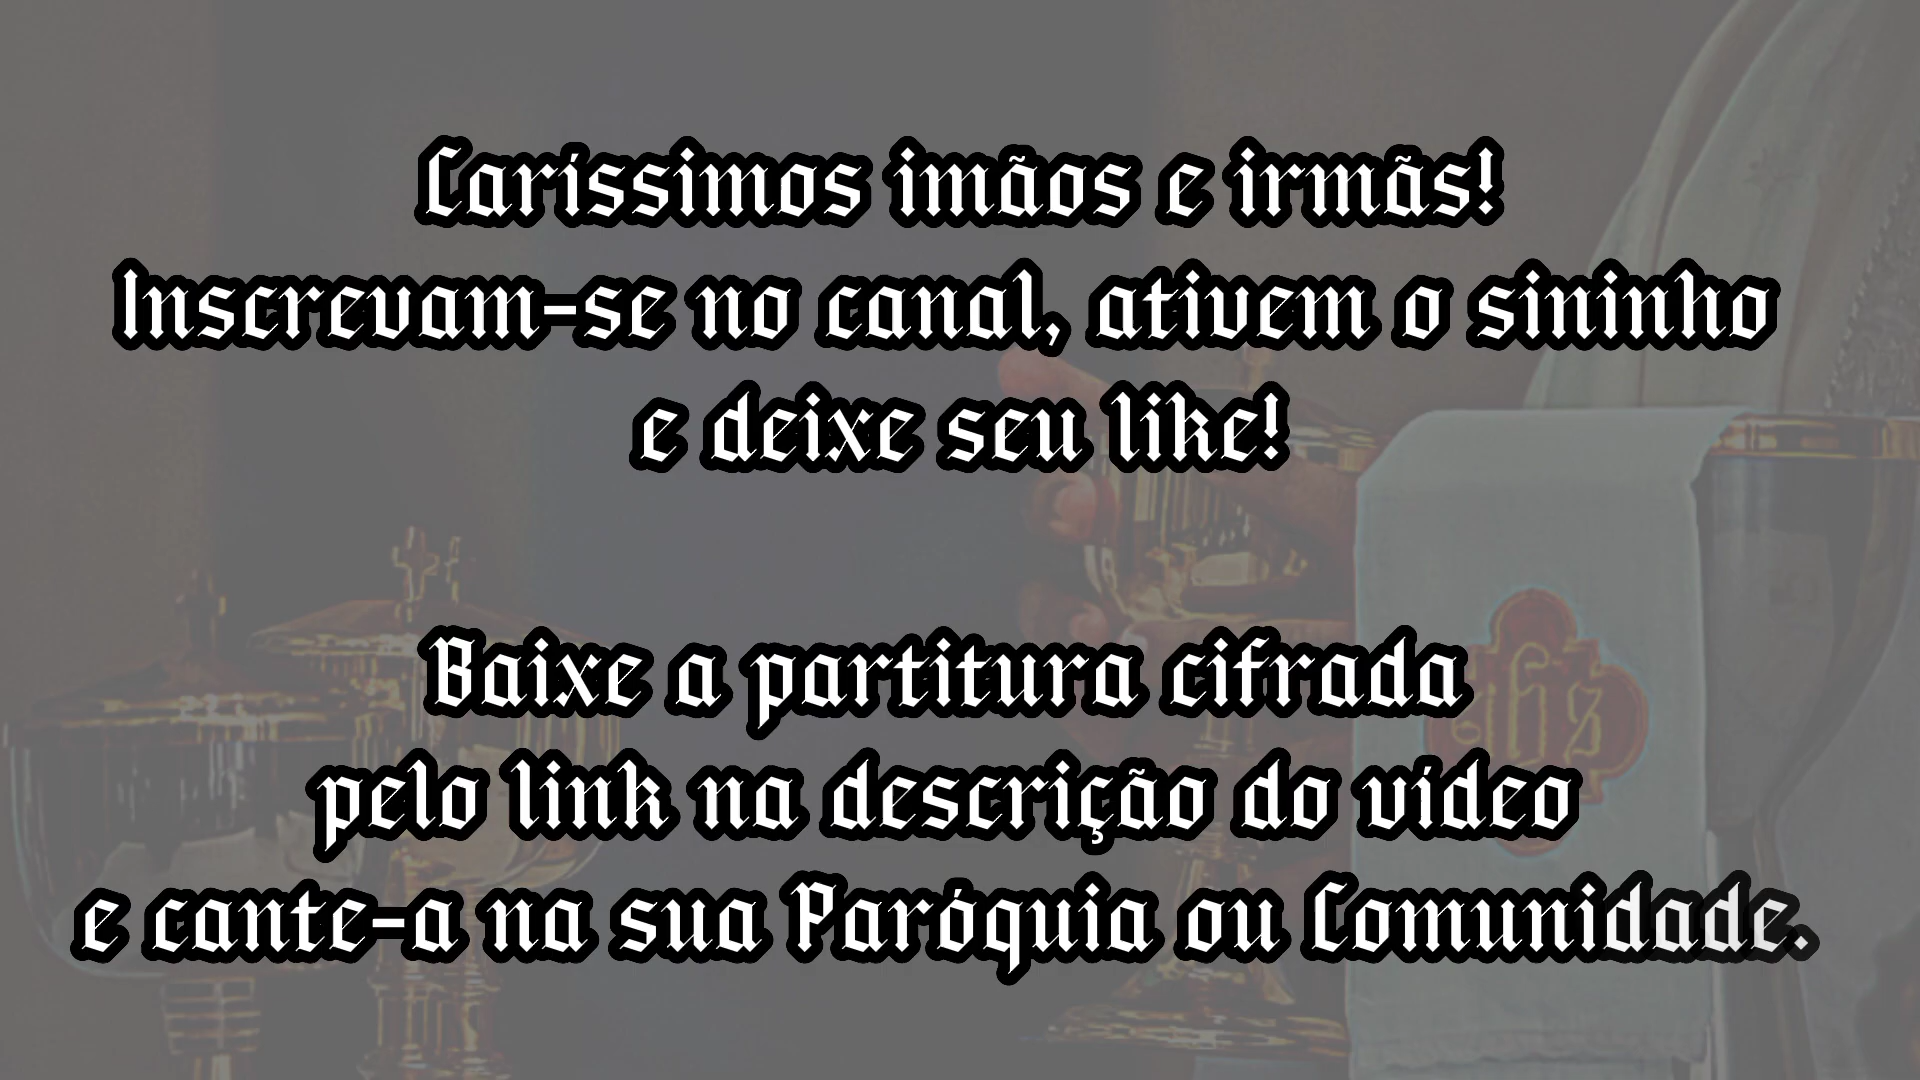 Caríssimos imãos e irmãs!
Inscrevam-se no canal, ativem o sininho
e deixe seu like!
Baixe a partitura cifrada
pelo link na descrição do vídeo
e cante-a na sua Paróquia ou Comunidade.
ihs